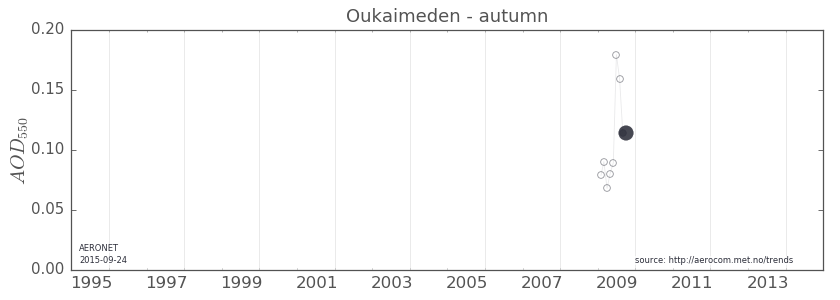 Oukaimeden - autumn
0.20
0.15
0.10
0.05
0.00
AOD550
AERONET
2015-09-24
source: http://aerocom.met.no/trends
1995 1997 1999 2001 2003 2005 2007 2009 2011 2013